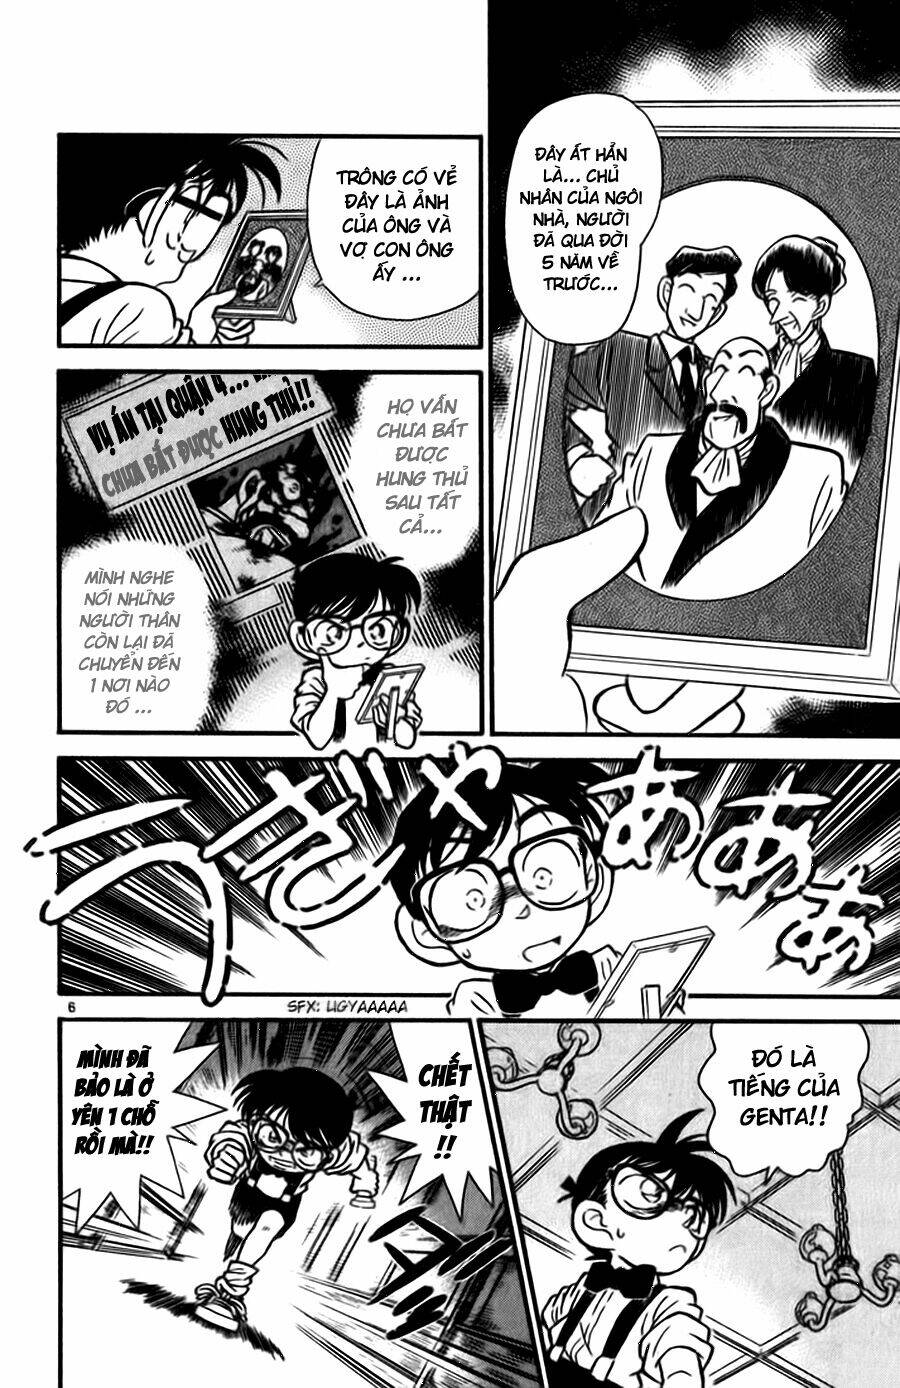 ĐÂY ÁT HẲN
LÀ... CHỦ
NHÂN CỦA NGÔI
NHÀ, NGƯỜI
ĐÃ QUA ĐỜI
5 NĂM VỀ
TRƯỚC...
TRÔNG CÓ VẺ
ĐÂY LÀ ẢNH
CỦA ÔNG VÀ
VỢ CON ÔNG
ẤY ...
VỤ ÁN TẠI QUẬN 4...
CHƯA BẮT ĐƯỢC HUNG THỦ!!
HỌ VẪN
CHƯA BẮT
ĐƯỢC
HUNG THỦ
SAU TẤT
CẢ...
MÌNH NGHE
NÓI NHỮNG
NGƯỜI THÂN
CÒN LẠI ĐÃ
CHUYỂN ĐẾN
1 NƠI NÀO
ĐÓ ...
うぎゃあああ
6
SFX: UGYAAAAA
ĐÓ LÀ
TIẾNG CỦA
GENTA!!
CHẾT
THẬT
!!
MÌNH ĐÃ
BẢO LÀ Ở
YÊN 1 CHỖ
RỒI MÀ!!